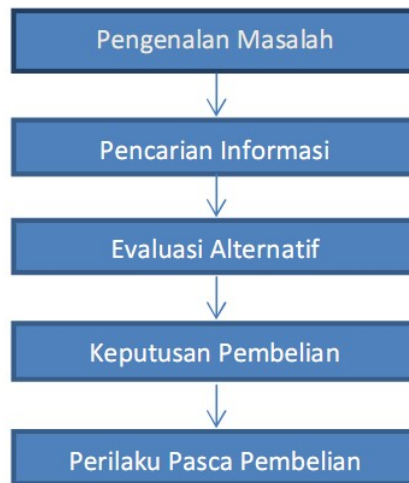 Pengenalan Masalah
Pencarian Informasi
Evaluasi Alternatif
Keputusan Pembelian
Perilaku Pasca Pembelian